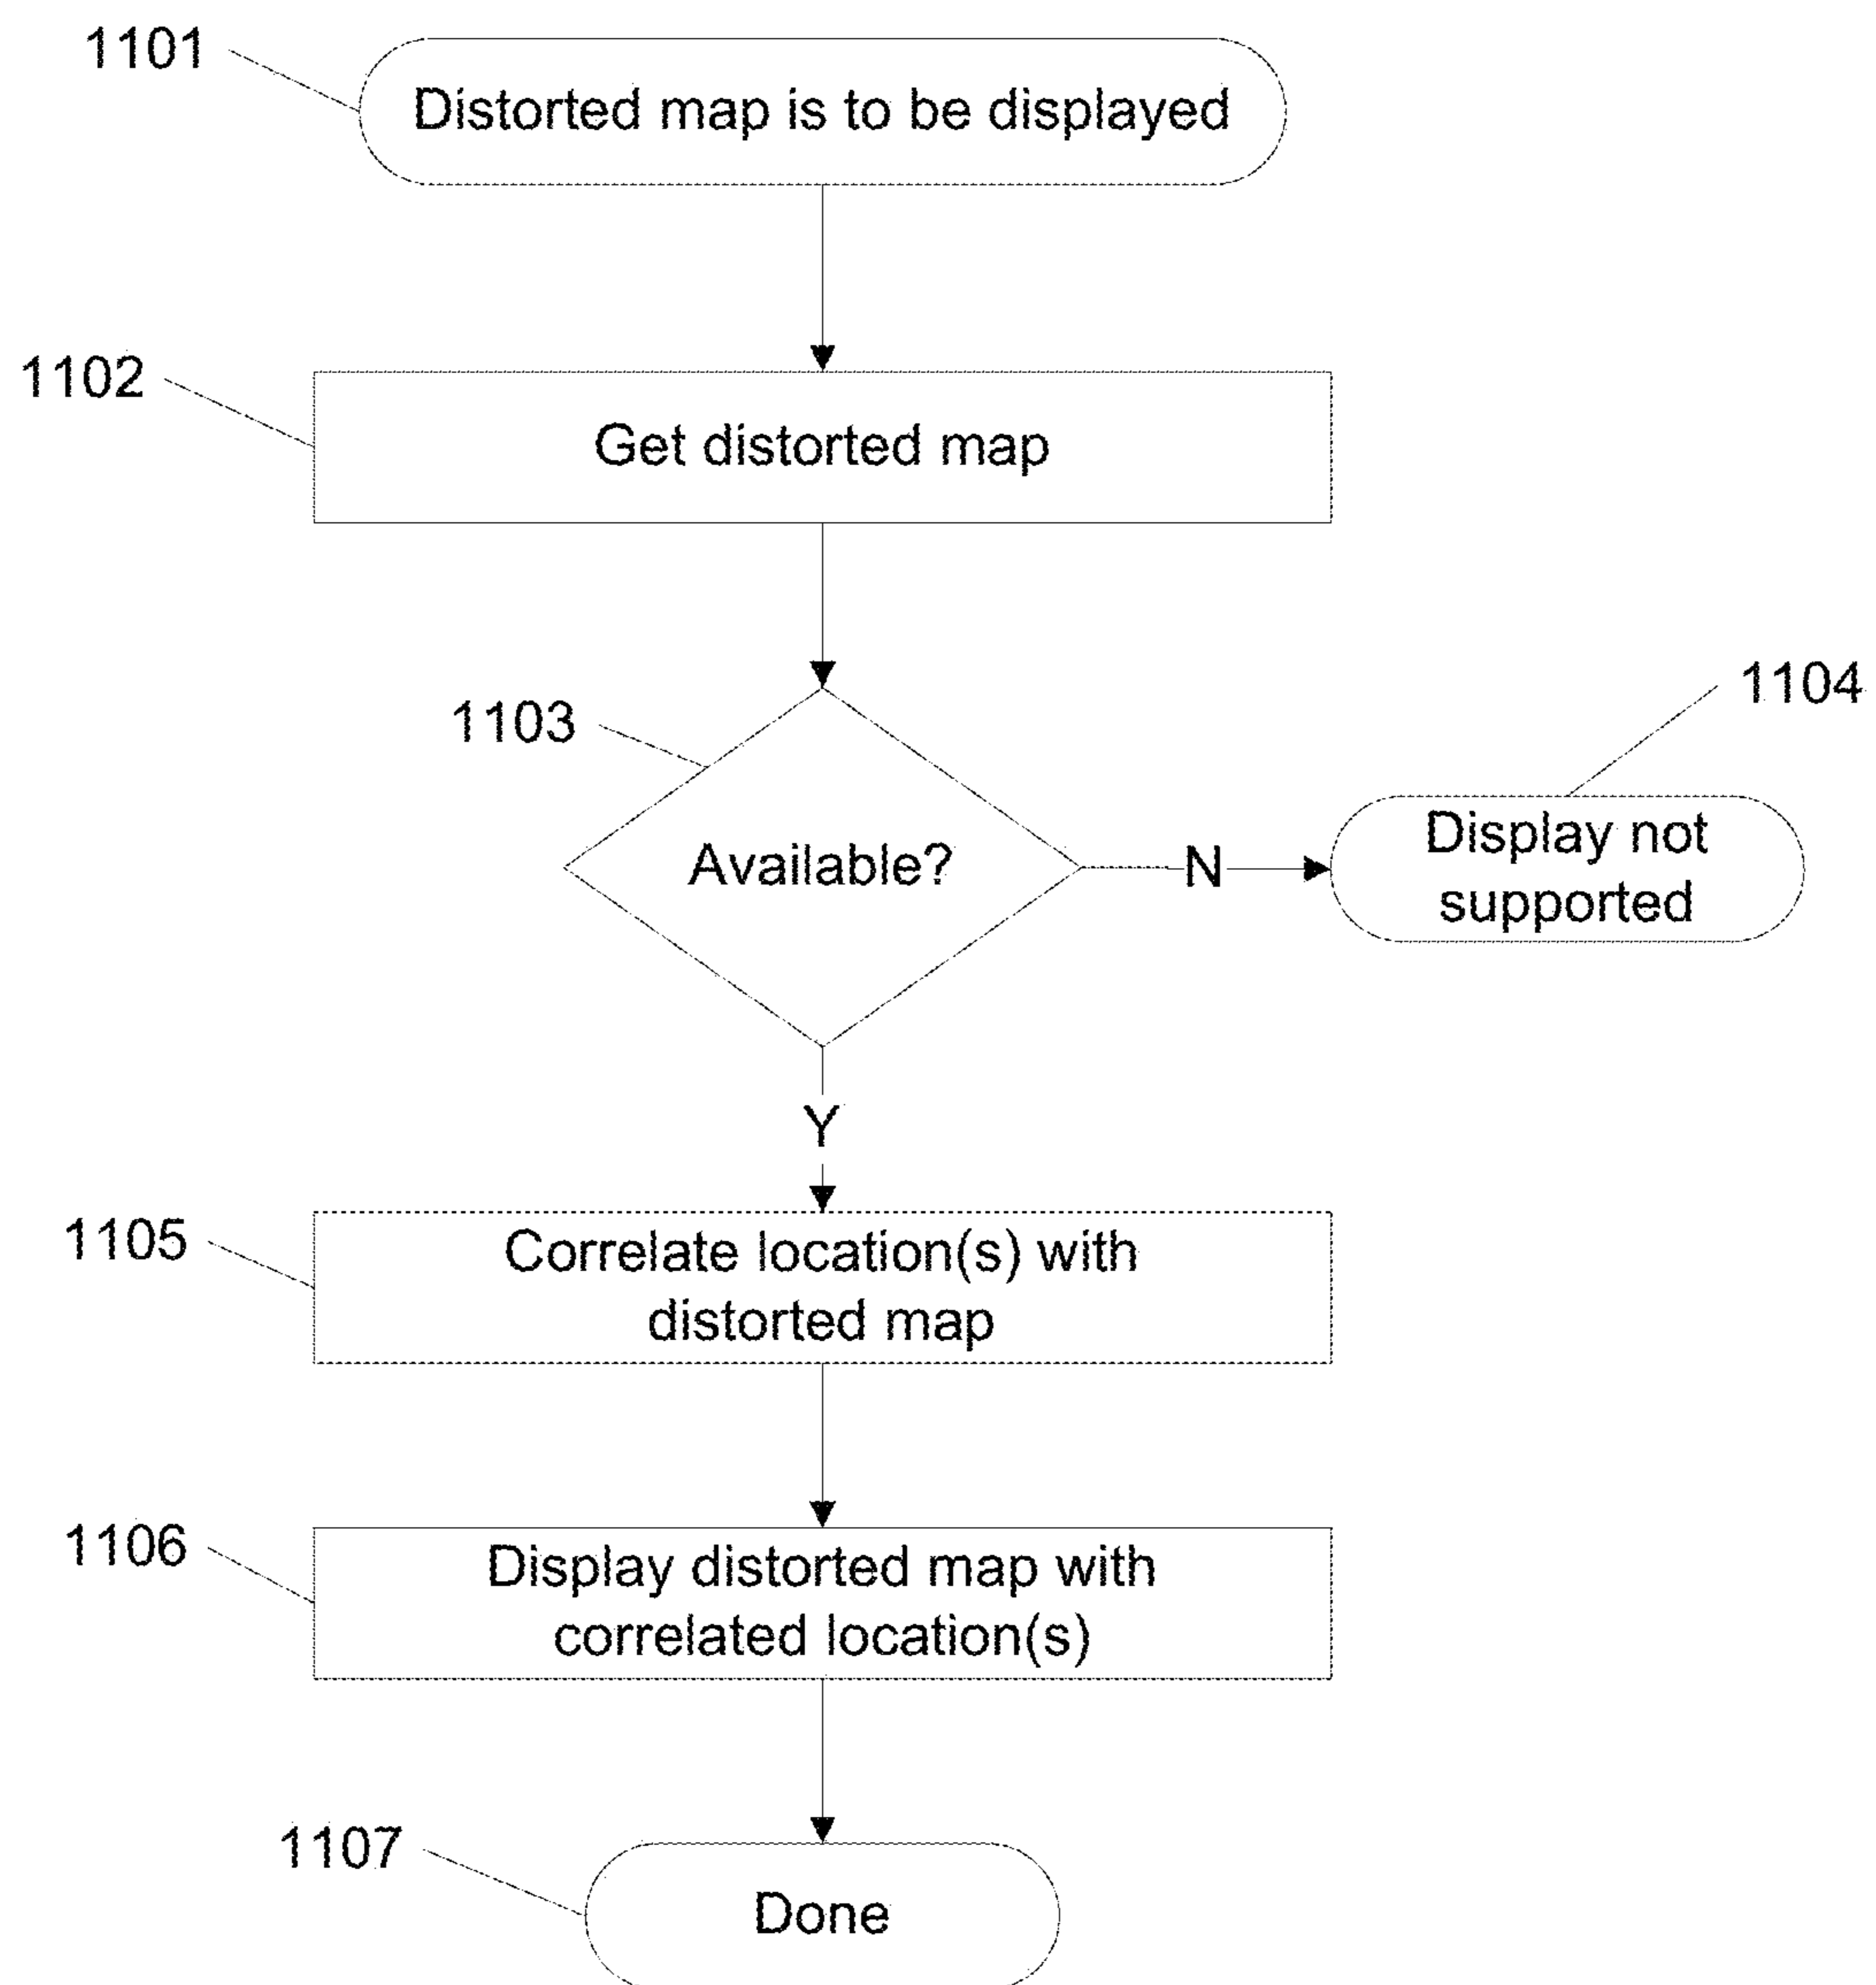 1101
Distorted map is to be displayed
1102
Get distorted map
1103
Available?
N
1104
Display not
supported
Y
1105
Correlate location(s) with
distorted map
1106
Display distorted map with
correlated location(s)
1107
Done